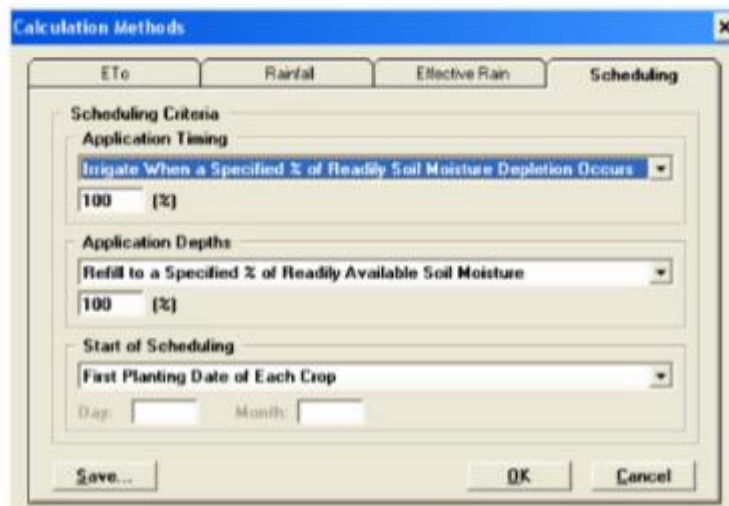 Calculation Methods
ETo Rainfall Effective Rain Scheduling
Scheduling Criteria
Application Timing
Irrigate When a Specified % of Readily Soil Moisture Depletion Occurs
100 (%)
Application Depths
Refill to a Specified % of Readily Available Soil Moisture
100 (%)
Start of Scheduling
First Planting Date of Each Crop
Day: Month:
Save... OK Cancel